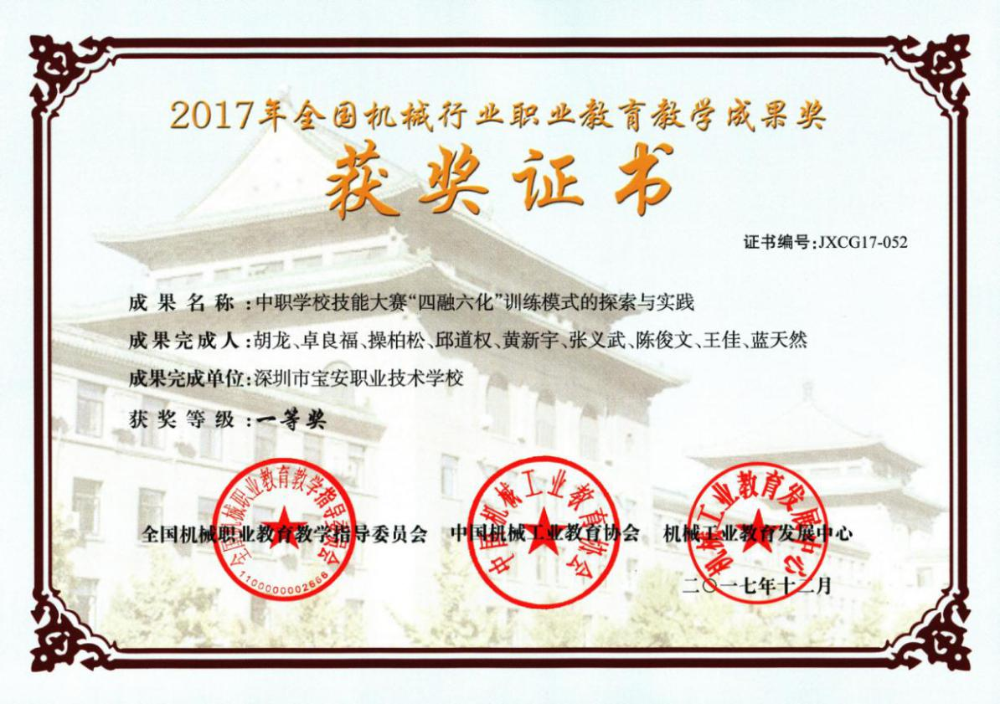 2017年全国机械行业职业教育教学成果奖
获奖证书
证书编号:JXCG17-052
成果名称:中职学校技能大赛“四融六化”训练模式的探索与实践
成果完成人:胡龙、卓良福、操柏松、邱道权、黄新宇、张义武、陈俊文、王佳、蓝天然
成果完成单位:深圳市宝安职业技术学校
获奖等级:一等奖
全国机械职业教育教学指导委员会
1100000002666
全国机械职业教育教学指导委员会 中国机械工业教育协会 机械工业教育发展中心
中国机械工业教育协会
机械工业教育发展中心
二〇一七年十二月